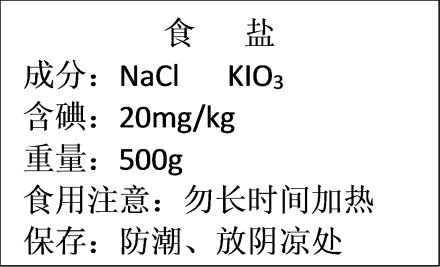 食 盐
成分：NaCl KIO₃
含碘：20mg/kg
重量：500g
食用注意：勿长时间加热
保存：防潮、放阴凉处